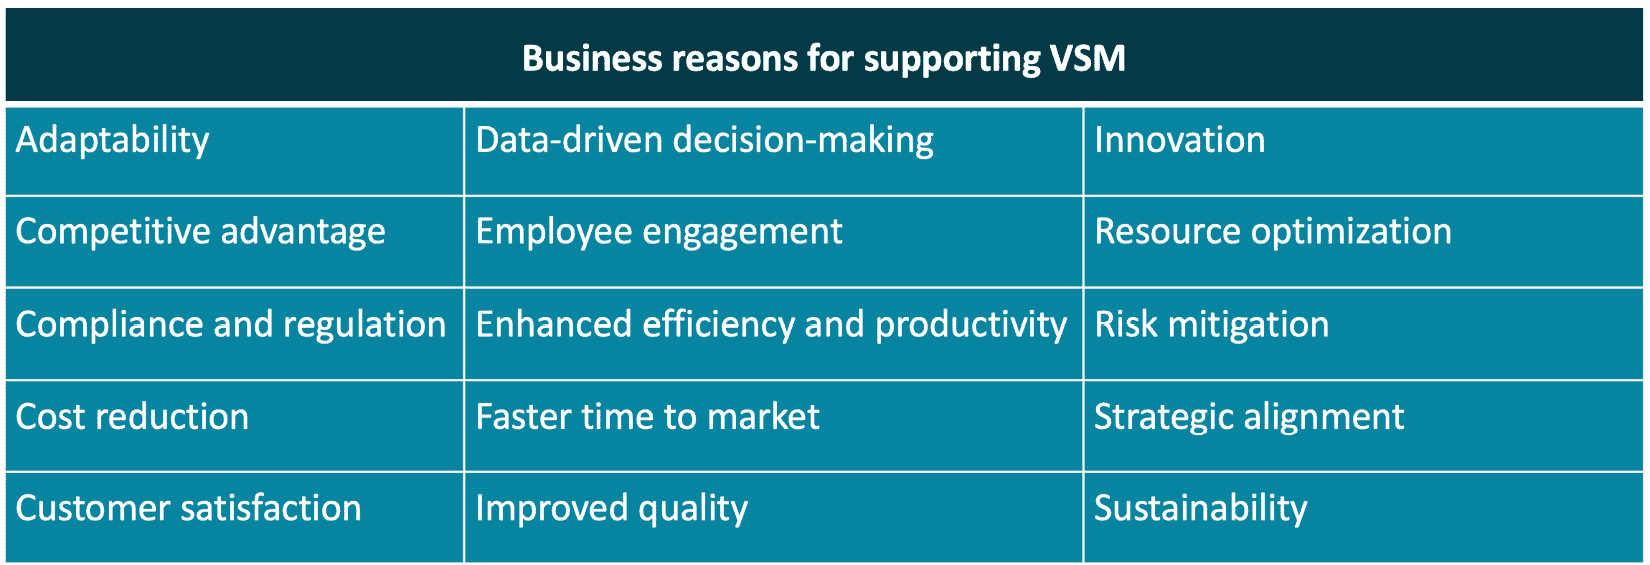 Business reasons for supporting VSM
Adaptability
Data-driven decision-making
Innovation
Competitive advantage
Employee engagement
Resource optimization
Compliance and regulation
Enhanced efficiency and productivity
Risk mitigation
Cost reduction
Faster time to market
Strategic alignment
Customer satisfaction
Improved quality
Sustainability